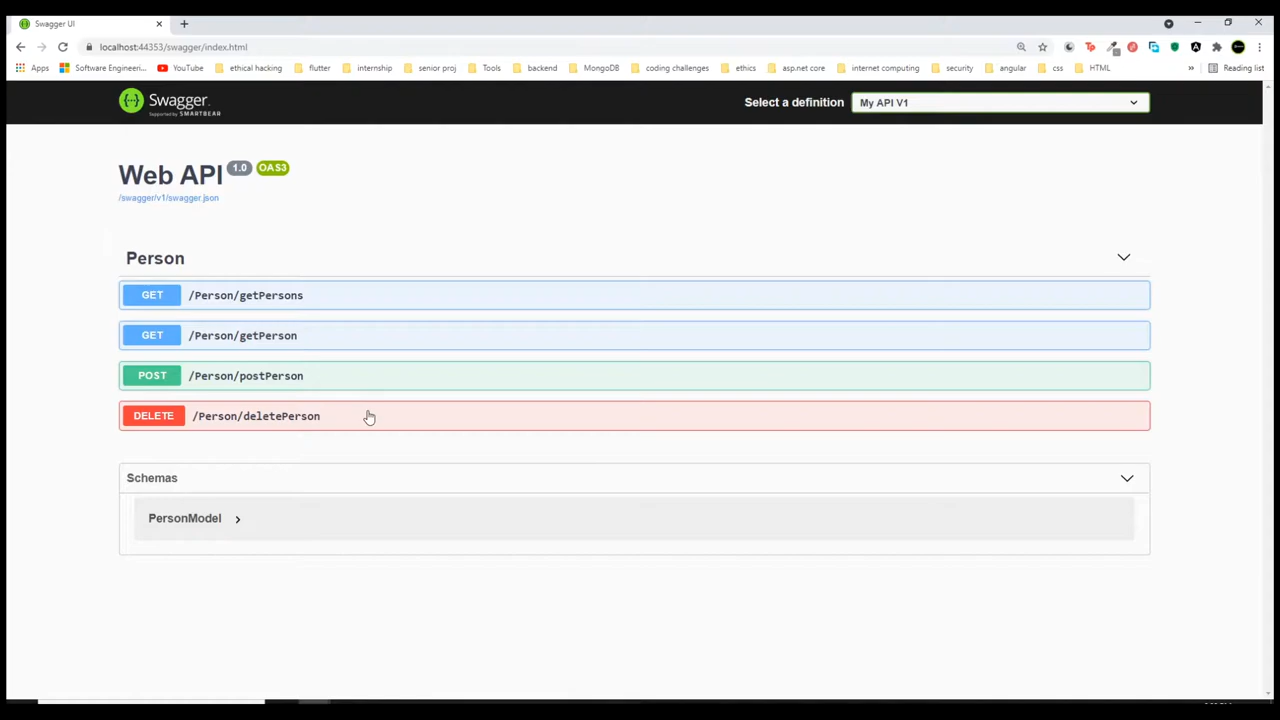 Swagger UI
localhost:44353/swagger/index.html
Apps Software Engineeri... YouTube ethical hacking flutter internship senior proj Tools backend MongoDB coding challenges ethics asp.net core internet computing security angular css HTML » Reading list
Swagger. Select a definition My API V1
Supported by SMARTBEAR
Web API 1.0 OAS3
/swagger/v1/swagger.json
Person
GET /Person/getPersons
GET /Person/getPerson
POST /Person/postPerson
DELETE /Person/deletePerson
Schemas
PersonModel